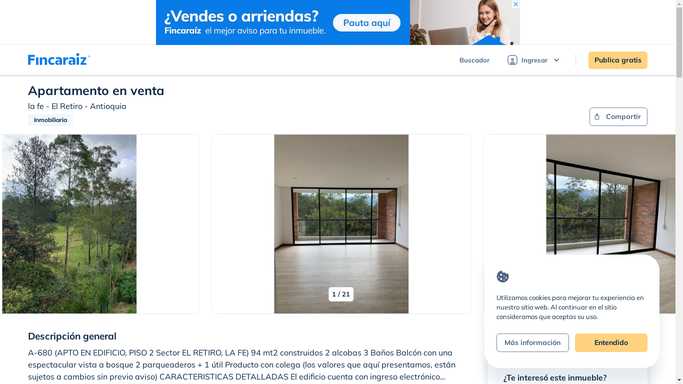 ¿Vendes o arriendas?
Fincaraíz el mejor aviso para tu inmueble.
Pauta aquí
Fincaraíz
Buscador
Ingresar
Publica gratis
Apartamento en venta
la fe - El Retiro - Antioquia
Inmobiliaria
Compartir
1 / 21
Utilizamos cookies para mejorar tu experiencia en
nuestro sitio web. Al continuar en el sitio
consideramos que aceptas su uso.
Más información
Entendido
Descripción general
A-680 (APTO EN EDIFICIO, PISO 2 Sector EL RETIRO, LA FE) 94 mt2 construidos 2 alcobas 3 Baños Balcón con una
espectacular vista a bosque 2 parqueaderos + 1 útil Producto con colega (los valores que aquí presentamos, están
sujetos a cambios sin previo aviso) CARACTERISTICAS DETALLADAS El edificio cuenta con ingreso electrónico...
¿Te interesó este inmueble?